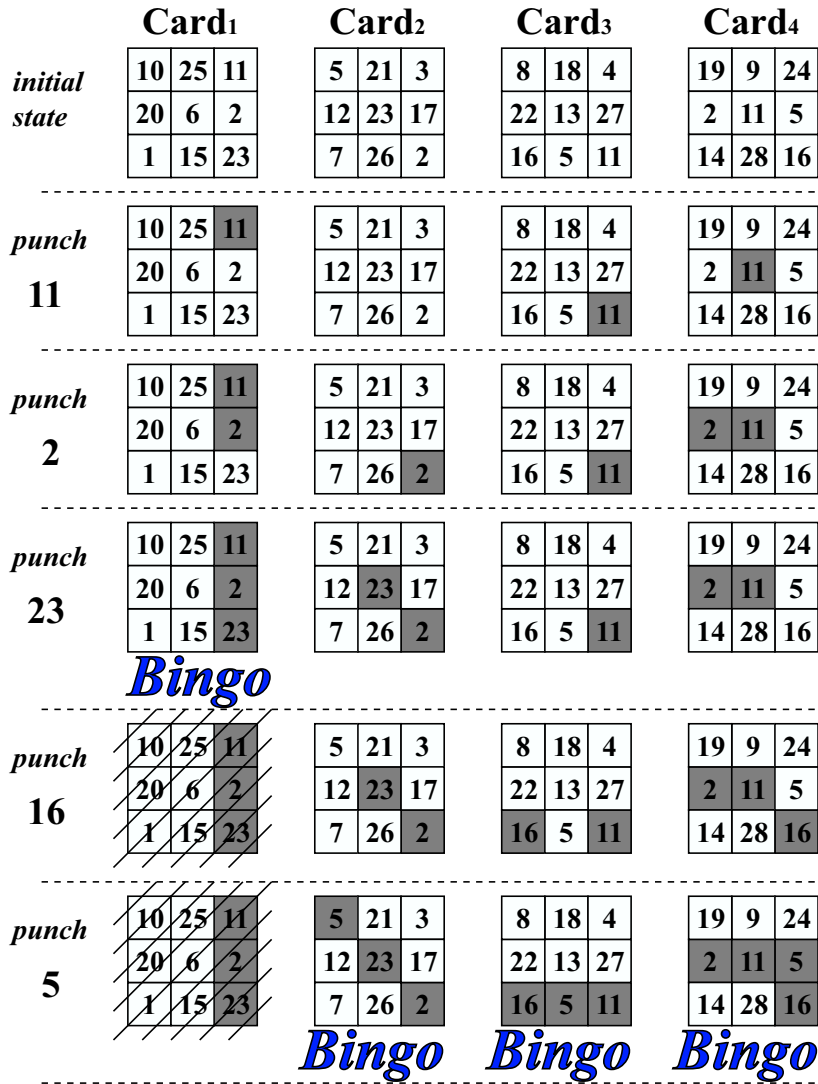 Card1 Card2 Card3 Card4
initial state
10 25 11 5 21 3 8 18 4 19 9 24
20 6 2 12 23 17 22 13 27 2 11 5
1 15 23 7 26 2 16 5 11 14 28 16
punch 11
10 25 11 5 21 3 8 18 4 19 9 24
20 6 2 12 23 17 22 13 27 2 11 5
1 15 23 7 26 2 16 5 11 14 28 16
punch 2
10 25 11 5 21 3 8 18 4 19 9 24
20 6 2 12 23 17 22 13 27 2 11 5
1 15 23 7 26 2 16 5 11 14 28 16
punch 23
10 25 11 5 21 3 8 18 4 19 9 24
20 6 2 12 23 17 22 13 27 2 11 5
1 15 23 7 26 2 16 5 11 14 28 16
Bingo
punch 16
10 25 11 5 21 3 8 18 4 19 9 24
20 6 2 12 23 17 22 13 27 2 11 5
1 15 23 7 26 2 16 5 11 14 28 16
punch 5
10 25 11 5 21 3 8 18 4 19 9 24
20 6 2 12 23 17 22 13 27 2 11 5
1 15 23 7 26 2 16 5 11 14 28 16
Bingo Bingo Bingo